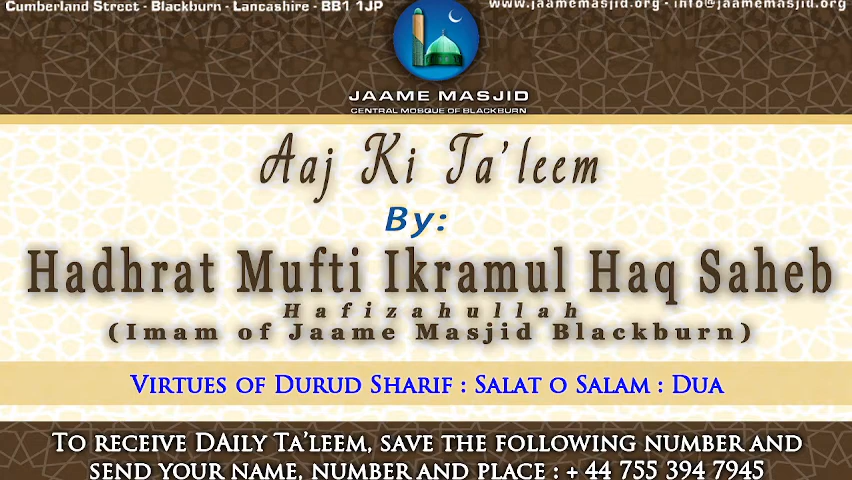 Cumberland Street - Blackburn - Lancashire - BB1 1JP
www.jaamemasjid.org - info@jaamemasjid.org
JAAME MASJID
CENTRAL MOSQUE OF BLACKBURN
Aaj Ki Ta'leem
By:
Hadhrat Mufti Ikramul Haq Saheb
Hafizahullah
(Imam of Jaame Masjid Blackburn)
Virtues of Durud Sharif : Salat o Salam : Dua
To receive DAily Ta'leem, save the following number and
send your name, number and place : + 44 755 394 7945